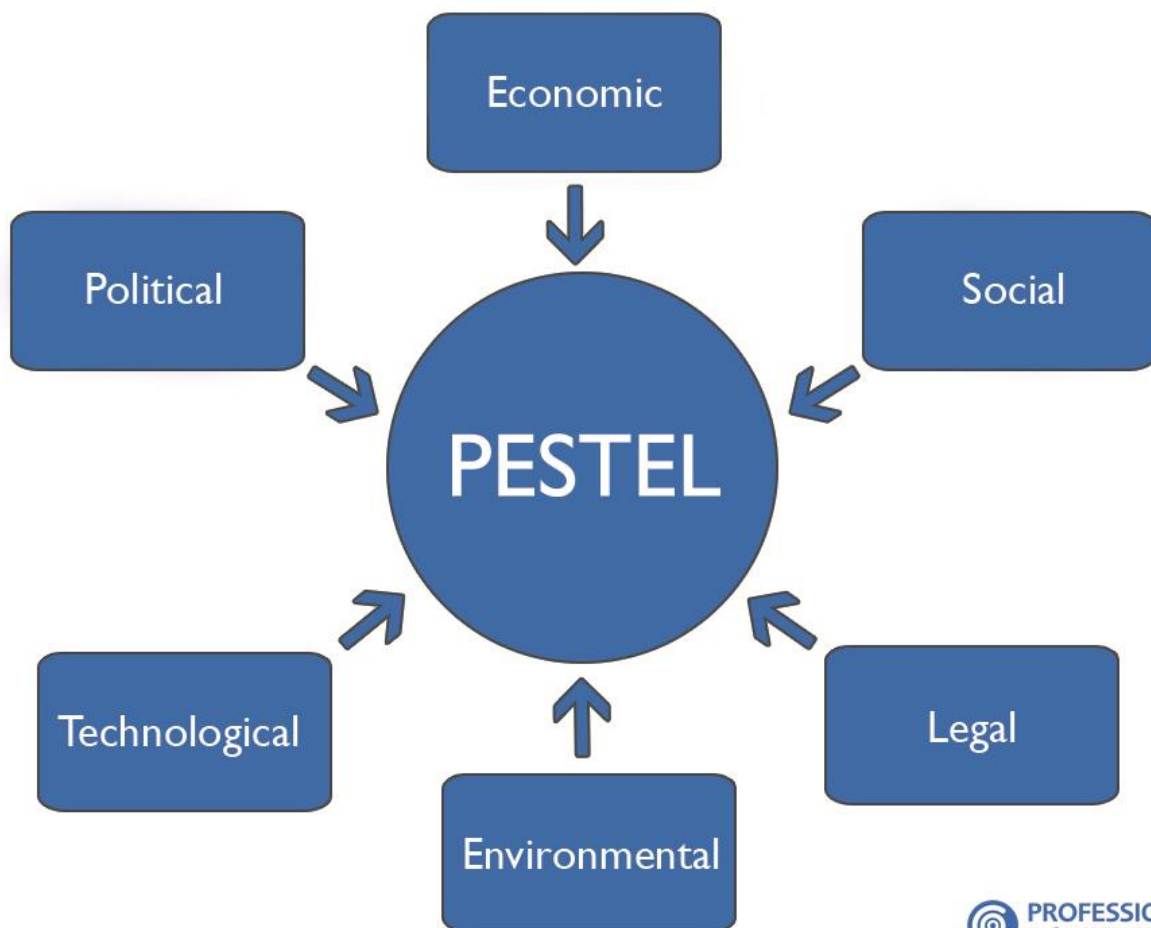 Economic
Political
Social
PESTEL
Technological
Legal
Environmental